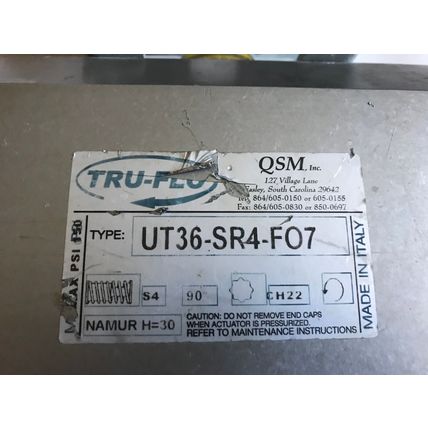 TRU-FLO
QSM, Inc.
127 Village Lane
Easley, South Carolina 29642
Tel: 864/605-0150 or 605-0155
Fax: 864/605-0830 or 850-0697
TYPE: UT36-SR4-FO7
MAX PSI
S4 90° CH22
NAMUR H=30
CAUTION: DO NOT REMOVE END CAPS
WHEN ACTUATOR IS PRESSURIZED.
REFER TO MAINTENANCE INSTRUCTIONS
MADE IN ITALY